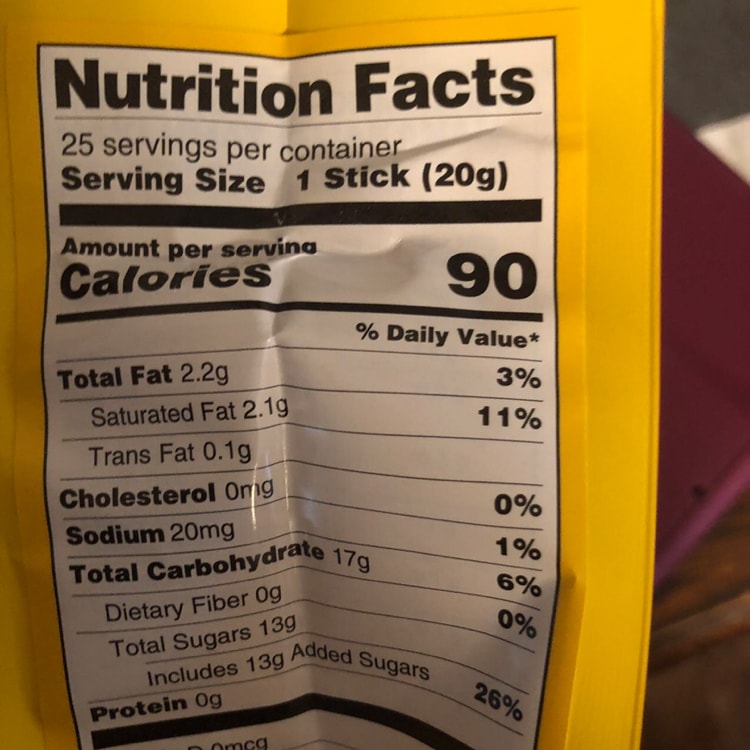 Nutrition Facts
25 servings per container
Serving Size 1 Stick (20g)
Amount per serving
Calories 90
% Daily Value*
Total Fat 2.2g 3%
Saturated Fat 2.1g 11%
Trans Fat 0.1g
Cholesterol 0mg 0%
Sodium 20mg 1%
Total Carbohydrate 17g 6%
Dietary Fiber 0g 0%
Total Sugars 13g
Includes 13g Added Sugars 26%
Protein 0g
D 0mcg